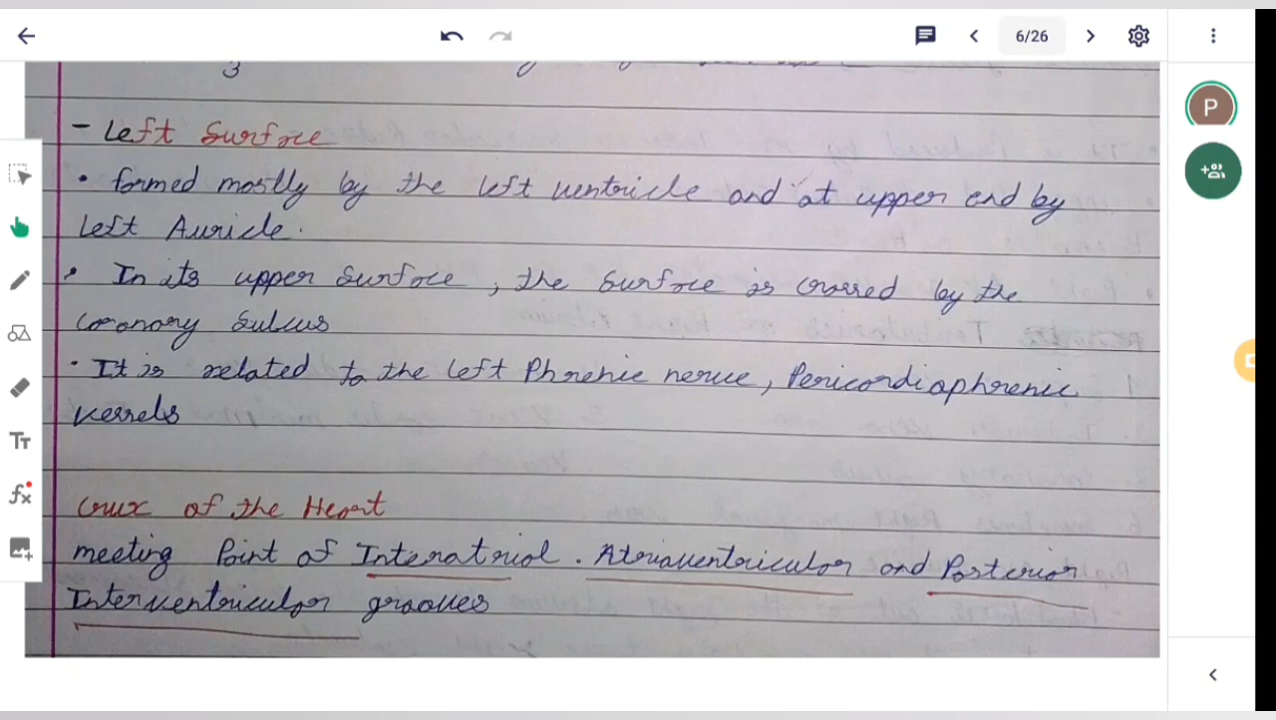 6/26
P
- Left Surface
• formed mostly by the left ventricle and at upper end by
Left Auricle.
• In its upper surface, the surface is crossed by the
coronary sulcus
• It is related to the left Phrenic nerve, Pericardiophrenic
vessels
Crux of the Heart
meeting Point of Interatrial. Atrioventricular and Posterior
Interventricular grooves
Tт
fx